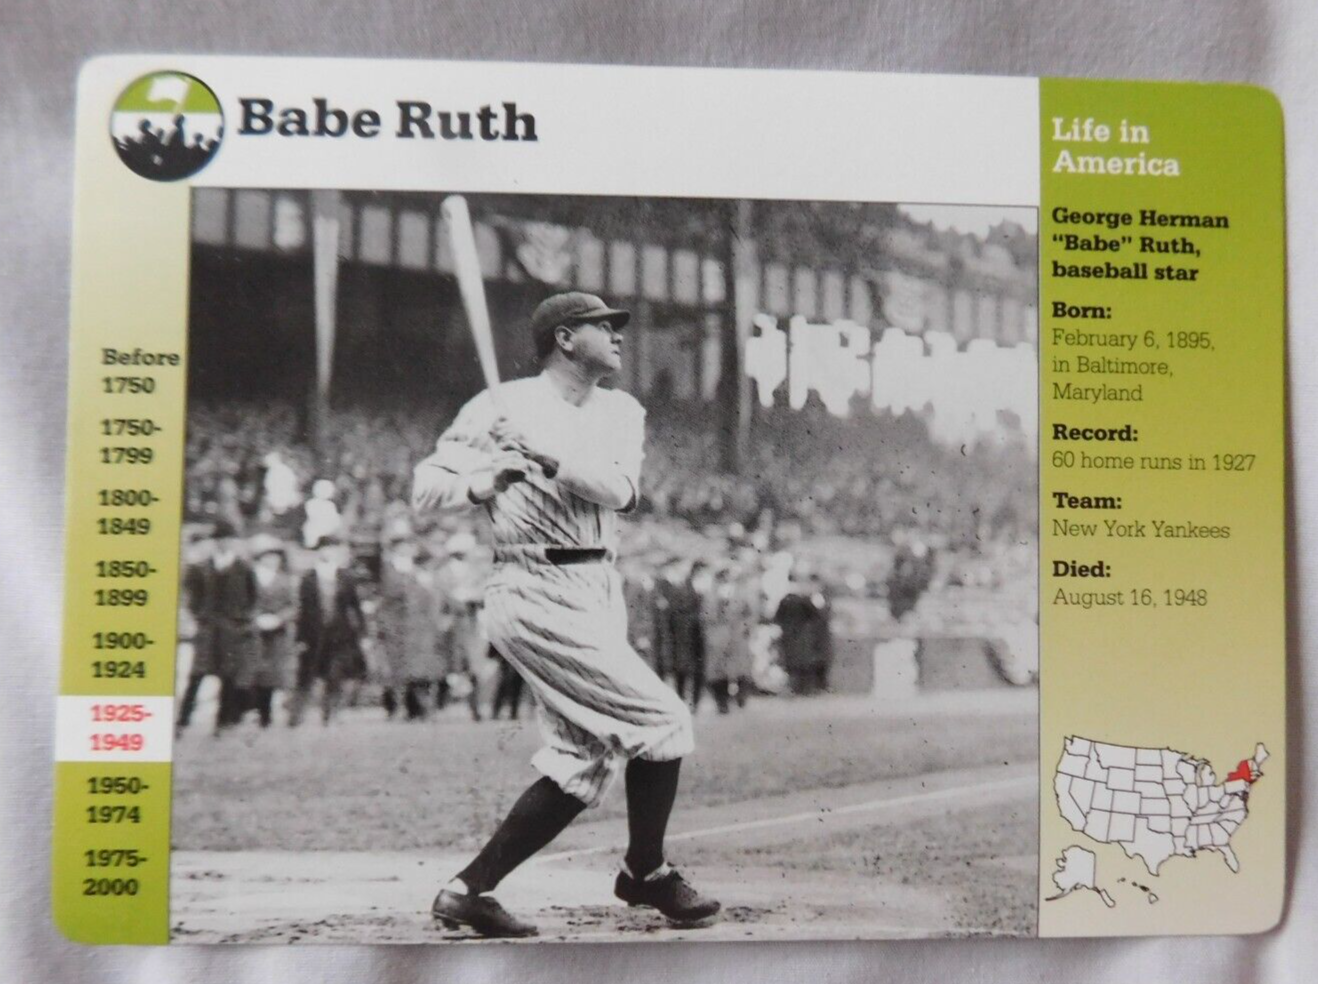 Babe Ruth
Life in
America
George Herman
“Babe” Ruth,
baseball star
Born:
February 6, 1895,
in Baltimore,
Maryland
Record:
60 home runs in 1927
Team:
New York Yankees
Died:
August 16, 1948
Before
1750
1750-
1799
1800-
1849
1850-
1899
1900-
1924
1925-
1949
1950-
1974
1975-
2000